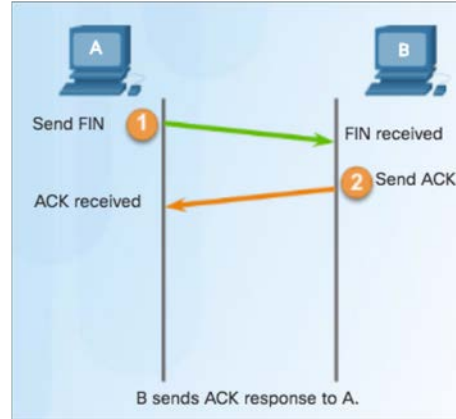 A
B
Send FIN
1
FIN received
2
Send ACK
ACK received
B sends ACK response to A.